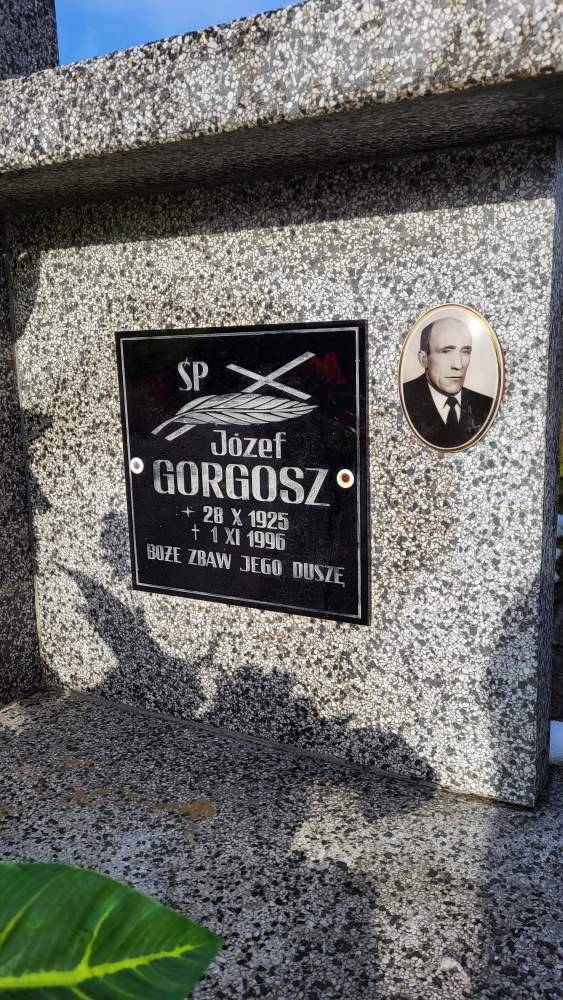 ŚP
Józef
GORGOSZ
28 X 1925
† 1 XI 1996
BOŻE ZBAW JEGO DUSZĘ